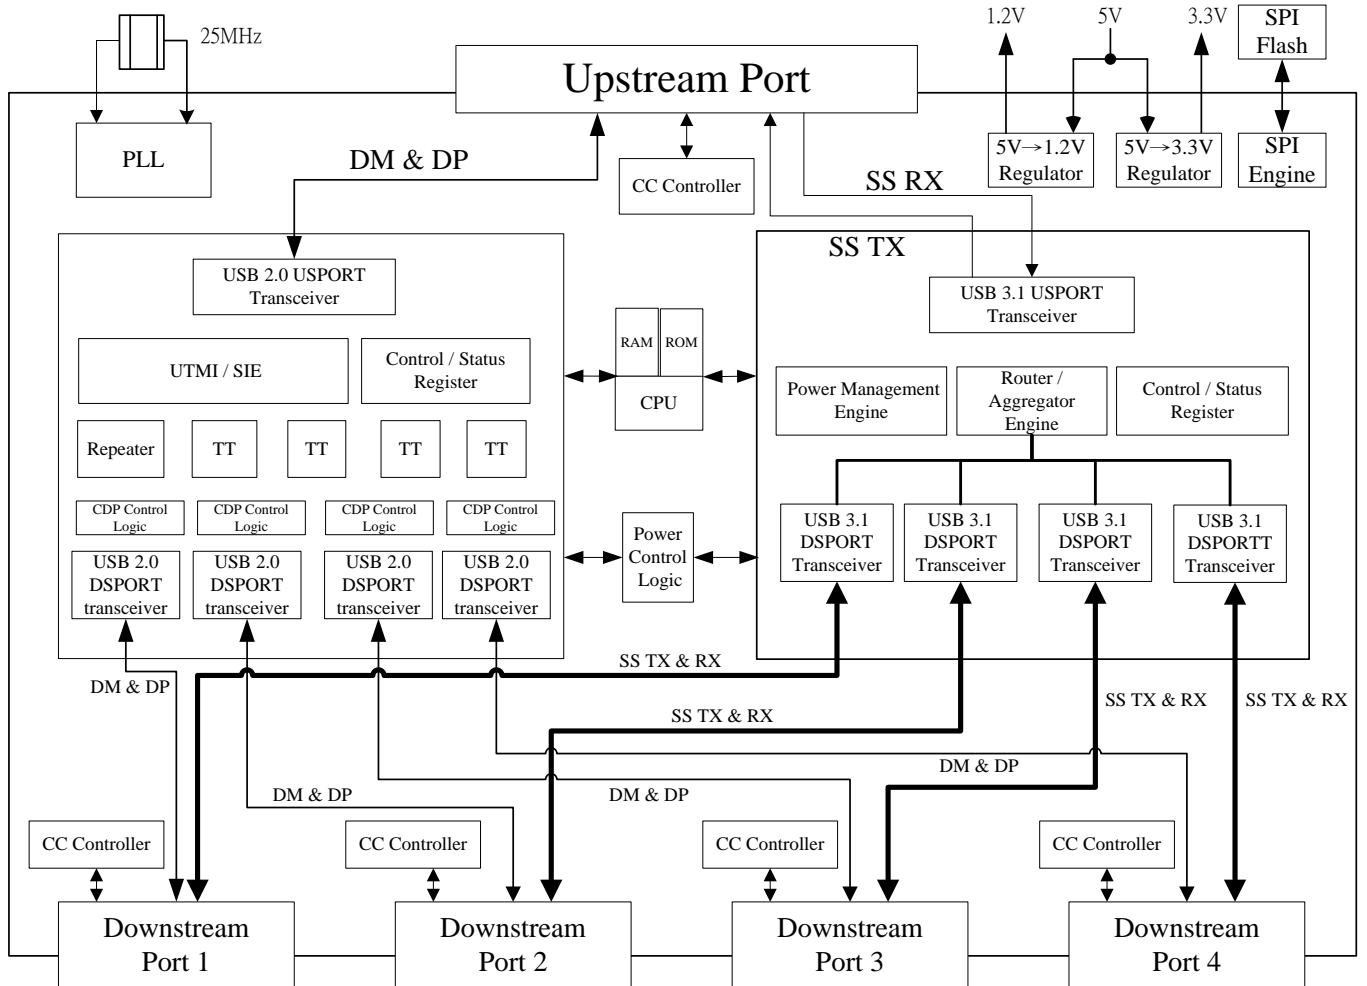 25MHz
1.2V
5V
3.3V
SPI
Flash
Upstream Port
PLL
DM & DP
CC Controller
SS RX
5V→1.2V
Regulator
5V→3.3V
Regulator
SPI
Engine
SS TX
USB 2.0 USPORT
Transceiver
USB 3.1 USPORT
Transceiver
UTMI / SIE
Control / Status
Register
RAM
ROM
CPU
Power Management
Engine
Router /
Aggregator
Engine
Control / Status
Register
Repeater
TT
TT
TT
TT
CDP Control
Logic
CDP Control
Logic
CDP Control
Logic
CDP Control
Logic
USB 2.0
DSPORT
transceiver
USB 2.0
DSPORT
transceiver
USB 2.0
DSPORT
transceiver
USB 2.0
DSPORT
transceiver
Power
Control
Logic
USB 3.1
DSPORT
Transceiver
USB 3.1
DSPORT
Transceiver
USB 3.1
DSPORT
Transceiver
USB 3.1
DSPORTT
Transceiver
DM & DP
SS TX & RX
SS TX & RX
SS TX & RX
SS TX & RX
DM & DP
DM & DP
DM & DP
CC Controller
CC Controller
CC Controller
CC Controller
Downstream
Port 1
Downstream
Port 2
Downstream
Port 3
Downstream
Port 4